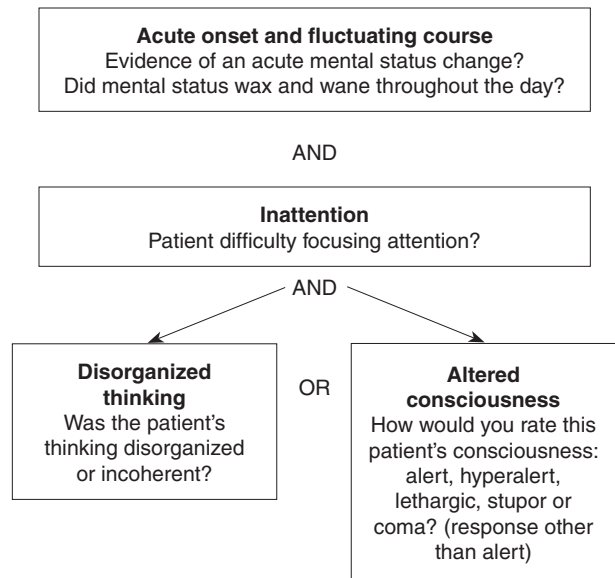 Acute onset and fluctuating course
Evidence of an acute mental status change?
Did mental status wax and wane throughout the day?
AND
Inattention
Patient difficulty focusing attention?
AND
Disorganized
thinking
Was the patient's
thinking disorganized
or incoherent?
OR
Altered
consciousness
How would you rate this
patient's consciousness:
alert, hyperalert,
lethargic, stupor or
coma? (response other
than alert)